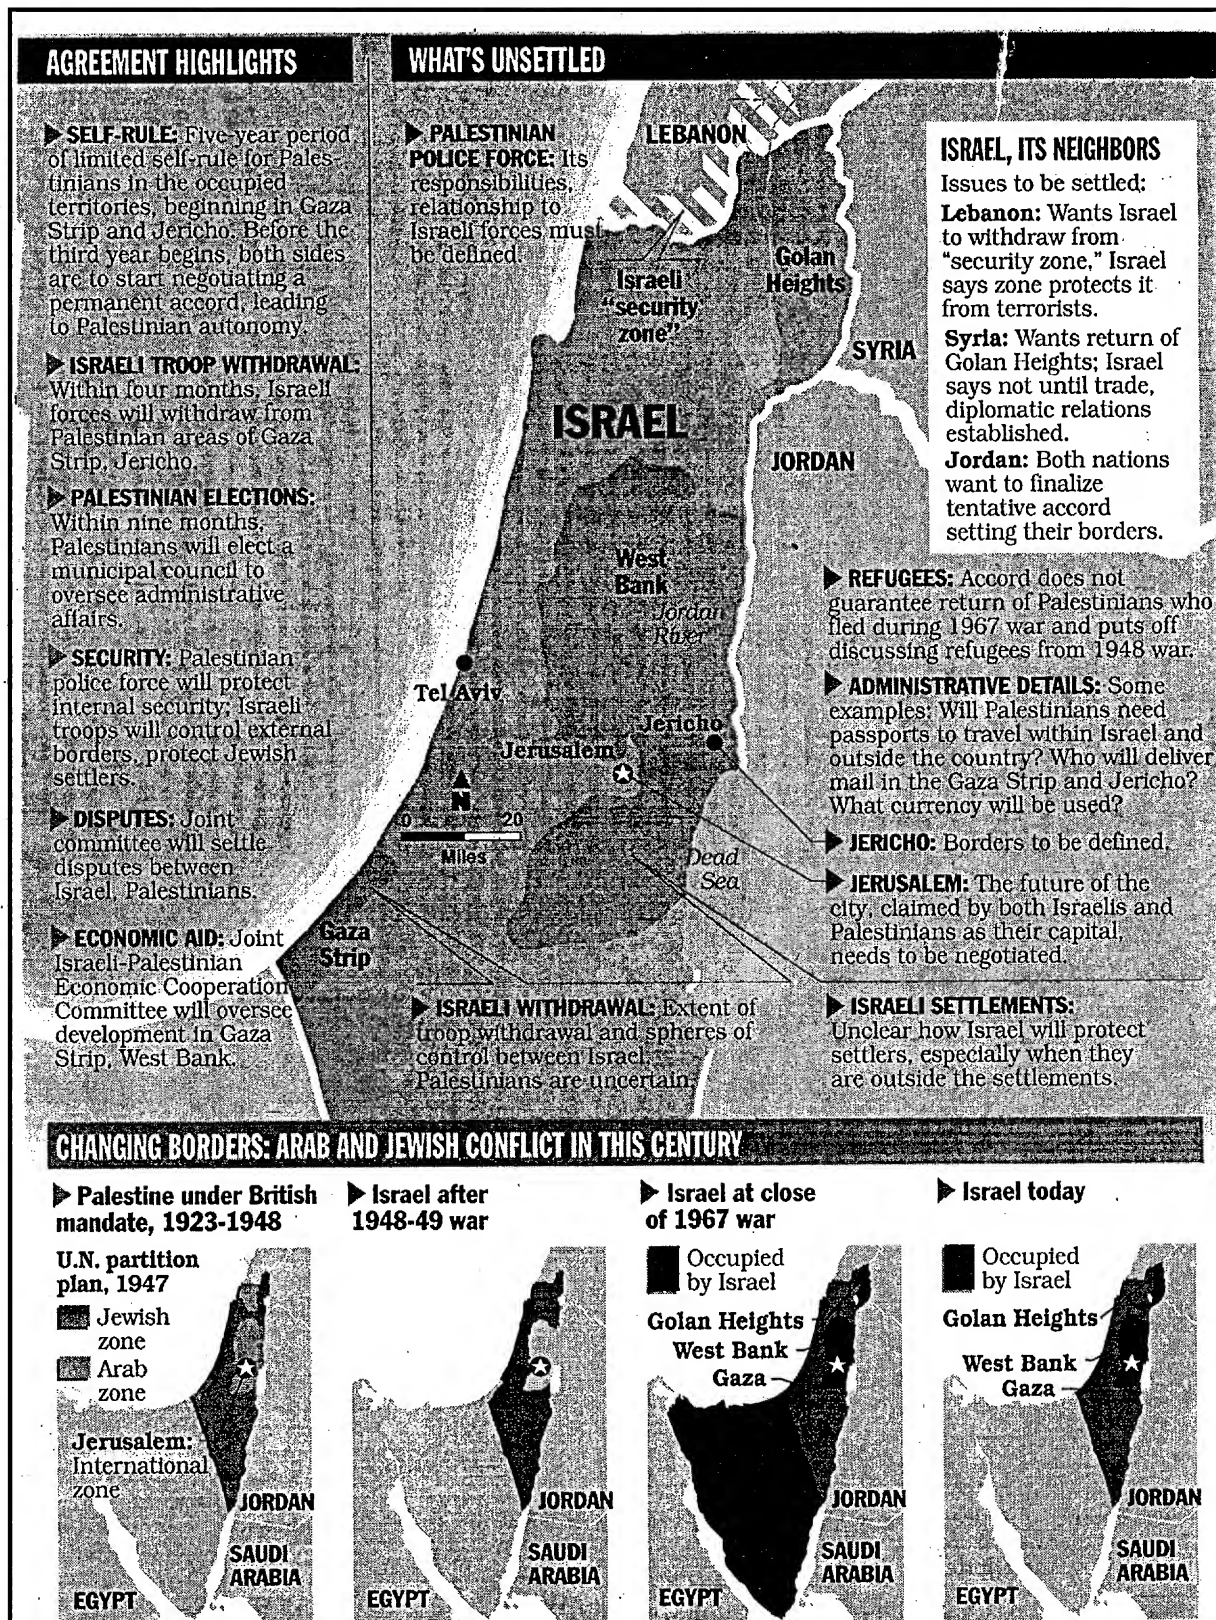 AGREEMENT HIGHLIGHTS
▶ SELF-RULE: Five-year period
of limited self-rule for Pales-
tinians in the occupied
territories, beginning in Gaza
Strip and Jericho. Before the
third year begins, both sides
are to start negotiating a
permanent accord, leading
to Palestinian autonomy.
▶ ISRAELI TROOP WITHDRAWAL:
Within four months, Israeli
forces will withdraw from
Palestinian areas of Gaza
Strip, Jericho.
▶ PALESTINIAN ELECTIONS:
Within nine months,
Palestinians will elect a
municipal council to
oversee administrative
affairs.
▶ SECURITY: Palestinian
police force will protect
internal security; Israeli
troops will control external
borders, protect Jewish
settlers.
▶ DISPUTES: Joint
committee will settle
disputes between
Israel, Palestinians.
▶ ECONOMIC AID: Joint
Israeli-Palestinian
Economic Cooperation
Committee will oversee
development in Gaza
Strip, West Bank.
WHAT'S UNSETTLED
▶ PALESTINIAN
POLICE FORCE: Its
responsibilities,
relationship to
Israeli forces must
be defined.
LEBANON
Israeli
"security
zone"
Golan
Heights
SYRIA
ISRAEL
JORDAN
West
Bank
Jordan
River
Tel Aviv
Jericho
Jerusalem
N
0 20
Miles
Dead
Sea
Gaza
Strip
ISRAEL, ITS NEIGHBORS
Issues to be settled:
Lebanon: Wants Israel
to withdraw from
"security zone," Israel
says zone protects it
from terrorists.
Syria: Wants return of
Golan Heights; Israel
says not until trade,
diplomatic relations
established.
Jordan: Both nations
want to finalize
tentative accord
setting their borders.
▶ REFUGEES: Accord does not
guarantee return of Palestinians who
fled during 1967 war and puts off
discussing refugees from 1948 war.
▶ ADMINISTRATIVE DETAILS: Some
examples: Will Palestinians need
passports to travel within Israel and
outside the country? Who will deliver
mail in the Gaza Strip and Jericho?
What currency will be used?
▶ JERICHO: Borders to be defined.
▶ JERUSALEM: The future of the
city, claimed by both Israelis and
Palestinians as their capital,
needs to be negotiated.
▶ ISRAELI WITHDRAWAL: Extent of
troop withdrawal and spheres of
control between Israel,
Palestinians are uncertain.
▶ ISRAELI SETTLEMENTS:
Unclear how Israel will protect
settlers, especially when they
are outside the settlements.
CHANGING BORDERS: ARAB AND JEWISH CONFLICT IN THIS CENTURY
▶ Palestine under British
mandate, 1923-1948
U.N. partition
plan, 1947
Jewish
zone
Arab
zone
Jerusalem:
International
zone
JORDAN
SAUDI
ARABIA
EGYPT
▶ Israel after
1948-49 war
JORDAN
SAUDI
ARABIA
EGYPT
▶ Israel at close
of 1967 war
Occupied
by Israel
Golan Heights
West Bank
Gaza
JORDAN
SAUDI
ARABIA
EGYPT
▶ Israel today
Occupied
by Israel
Golan Heights
West Bank
Gaza
JORDAN
SAUDI
ARABIA
EGYPT